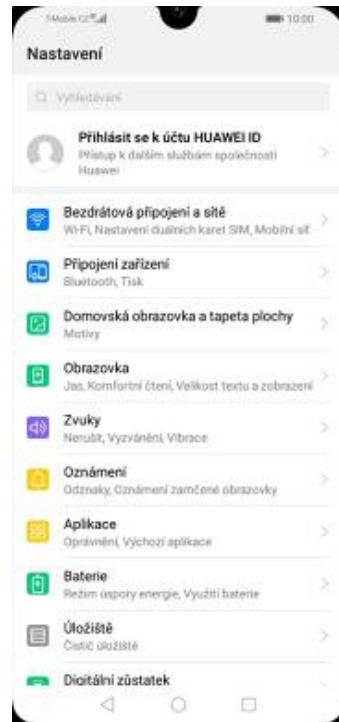 T-Mobile CZ 10:00
Nastavení
Vyhledávání
Přihlásit se k účtu HUAWEI ID
Přístup k dalším službám společnosti
Huawei
Bezdrátová připojení a sítě
Wi-Fi, Nastavení duálních karet SIM, Mobilní síť
Připojení zařízení
Bluetooth, Tisk
Domovská obrazovka a tapeta plochy
Motivy
Obrazovka
Jas, Komfortní čtení, Velikost textu a zobrazení
Zvuky
Nerušit, Vyzvánění, Vibrace
Oznámení
Odznaky, Oznámení zamčené obrazovky
Aplikace
Oprávnění, Výchozí aplikace
Baterie
Režim úspory energie, Využití baterie
Úložiště
Čistič úložiště
Digitální zůstatek